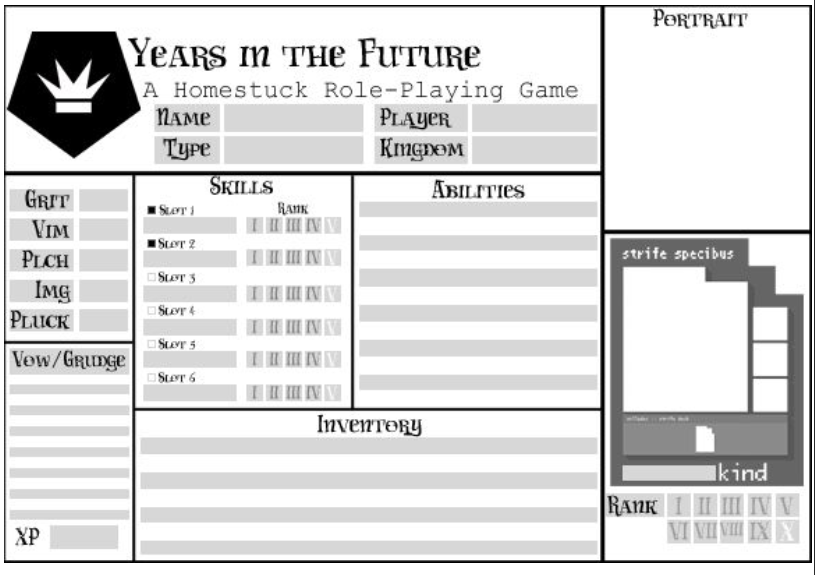 Years in the Future
A Homestuck Role-Playing Game
Name Player
Type Kingdom
Portrait
Grit
Vim
Plch
Img
Pluck
Vow/Grudge
XP
Skills
Slot 1 Rank
I II III IV V
Slot 2
I II III IV V
Slot 3
I II III IV V
Slot 4
I II III IV V
Slot 5
I II III IV V
Slot 6
I II III IV V
Abilities
Inventory
strife specibus
kind
Rank I II III IV V
VI VII VIII IX X